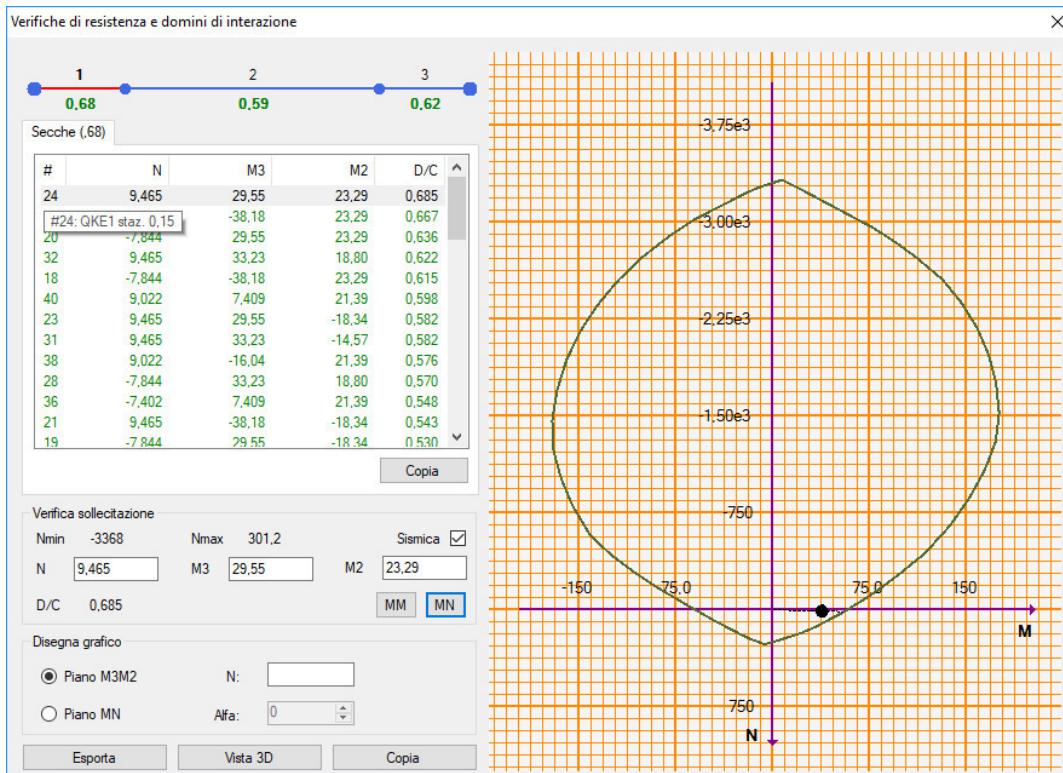 Verifiche di resistenza e domini di interazione
1 2 3
0,68 0,59 0,62
Secche (,68)
# N M3 M2 D/C
24 9,465 29,55 23,29 0,685
#24: QKE1 staz. 0,15
-38,18 23,29 0,667
20 -7,844 29,55 23,29 0,636
32 9,465 33,23 18,80 0,622
18 -7,844 -38,18 23,29 0,615
40 9,022 7,409 21,39 0,598
23 9,465 29,55 -18,34 0,582
31 9,465 33,23 -14,57 0,582
38 9,022 -16,04 21,39 0,576
28 -7,844 33,23 18,80 0,570
36 -7,402 7,409 21,39 0,548
21 9,465 -38,18 -18,34 0,543
19 -7,844 29,55 -18,34 0,530
Copia
Verifica sollecitazione
Nmin -3368 Nmax 301,2 Sismica
N 9,465 M3 29,55 M2 23,29
D/C 0,685 MM MN
Disegna grafico
Piano M3M2 N:
Piano MN Alfa: 0
Esporta Vista 3D Copia
-3,75e3
-3,00e3
-2,25e3
-1,50e3
-750
-150 -75,0 75,0 150
M
750
N